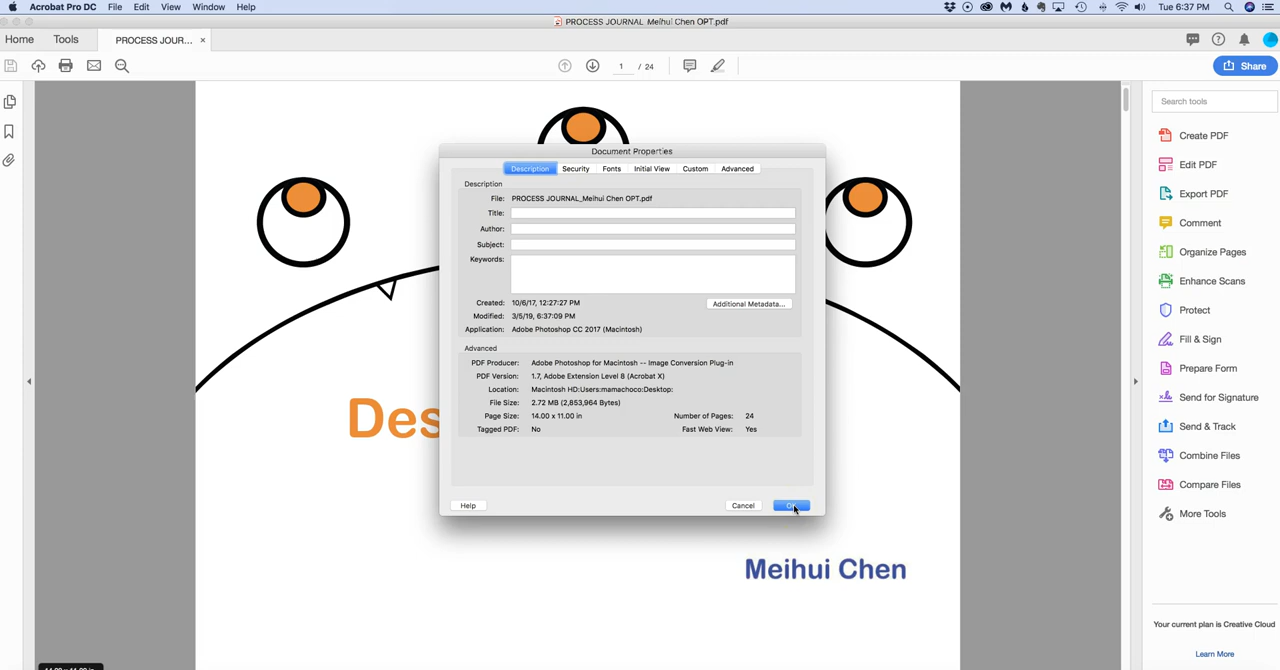 Acrobat Pro DC File Edit View Window Help Tue 6:37 PM
PROCESS JOURNAL Meihui Chen OPT.pdf
Home Tools PROCESS JOUR... ×
1 / 24 Share
Search tools
Create PDF
Edit PDF
Export PDF
Comment
Organize Pages
Enhance Scans
Protect
Fill & Sign
Prepare Form
Send for Signature
Send & Track
Combine Files
Compare Files
More Tools
Your current plan is Creative Cloud
Learn More
Document Properties
Description Security Fonts Initial View Custom Advanced
Description
File: PROCESS JOURNAL_Meihui Chen OPT.pdf
Title:
Author:
Subject:
Keywords:
Created: 10/6/17, 12:27:27 PM
Additional Metadata...
Modified: 3/5/19, 6:37:09 PM
Application: Adobe Photoshop CC 2017 (Macintosh)
Advanced
PDF Producer: Adobe Photoshop for Macintosh -- Image Conversion Plug-in
PDF Version: 1.7, Adobe Extension Level 8 (Acrobat X)
Location: Macintosh HD:Users:mamachoco:Desktop:
File Size: 2.72 MB (2,853,964 Bytes)
Page Size: 14.00 x 11.00 in Number of Pages: 24
Tagged PDF: No Fast Web View: Yes
Help Cancel
Des
Meihui Chen